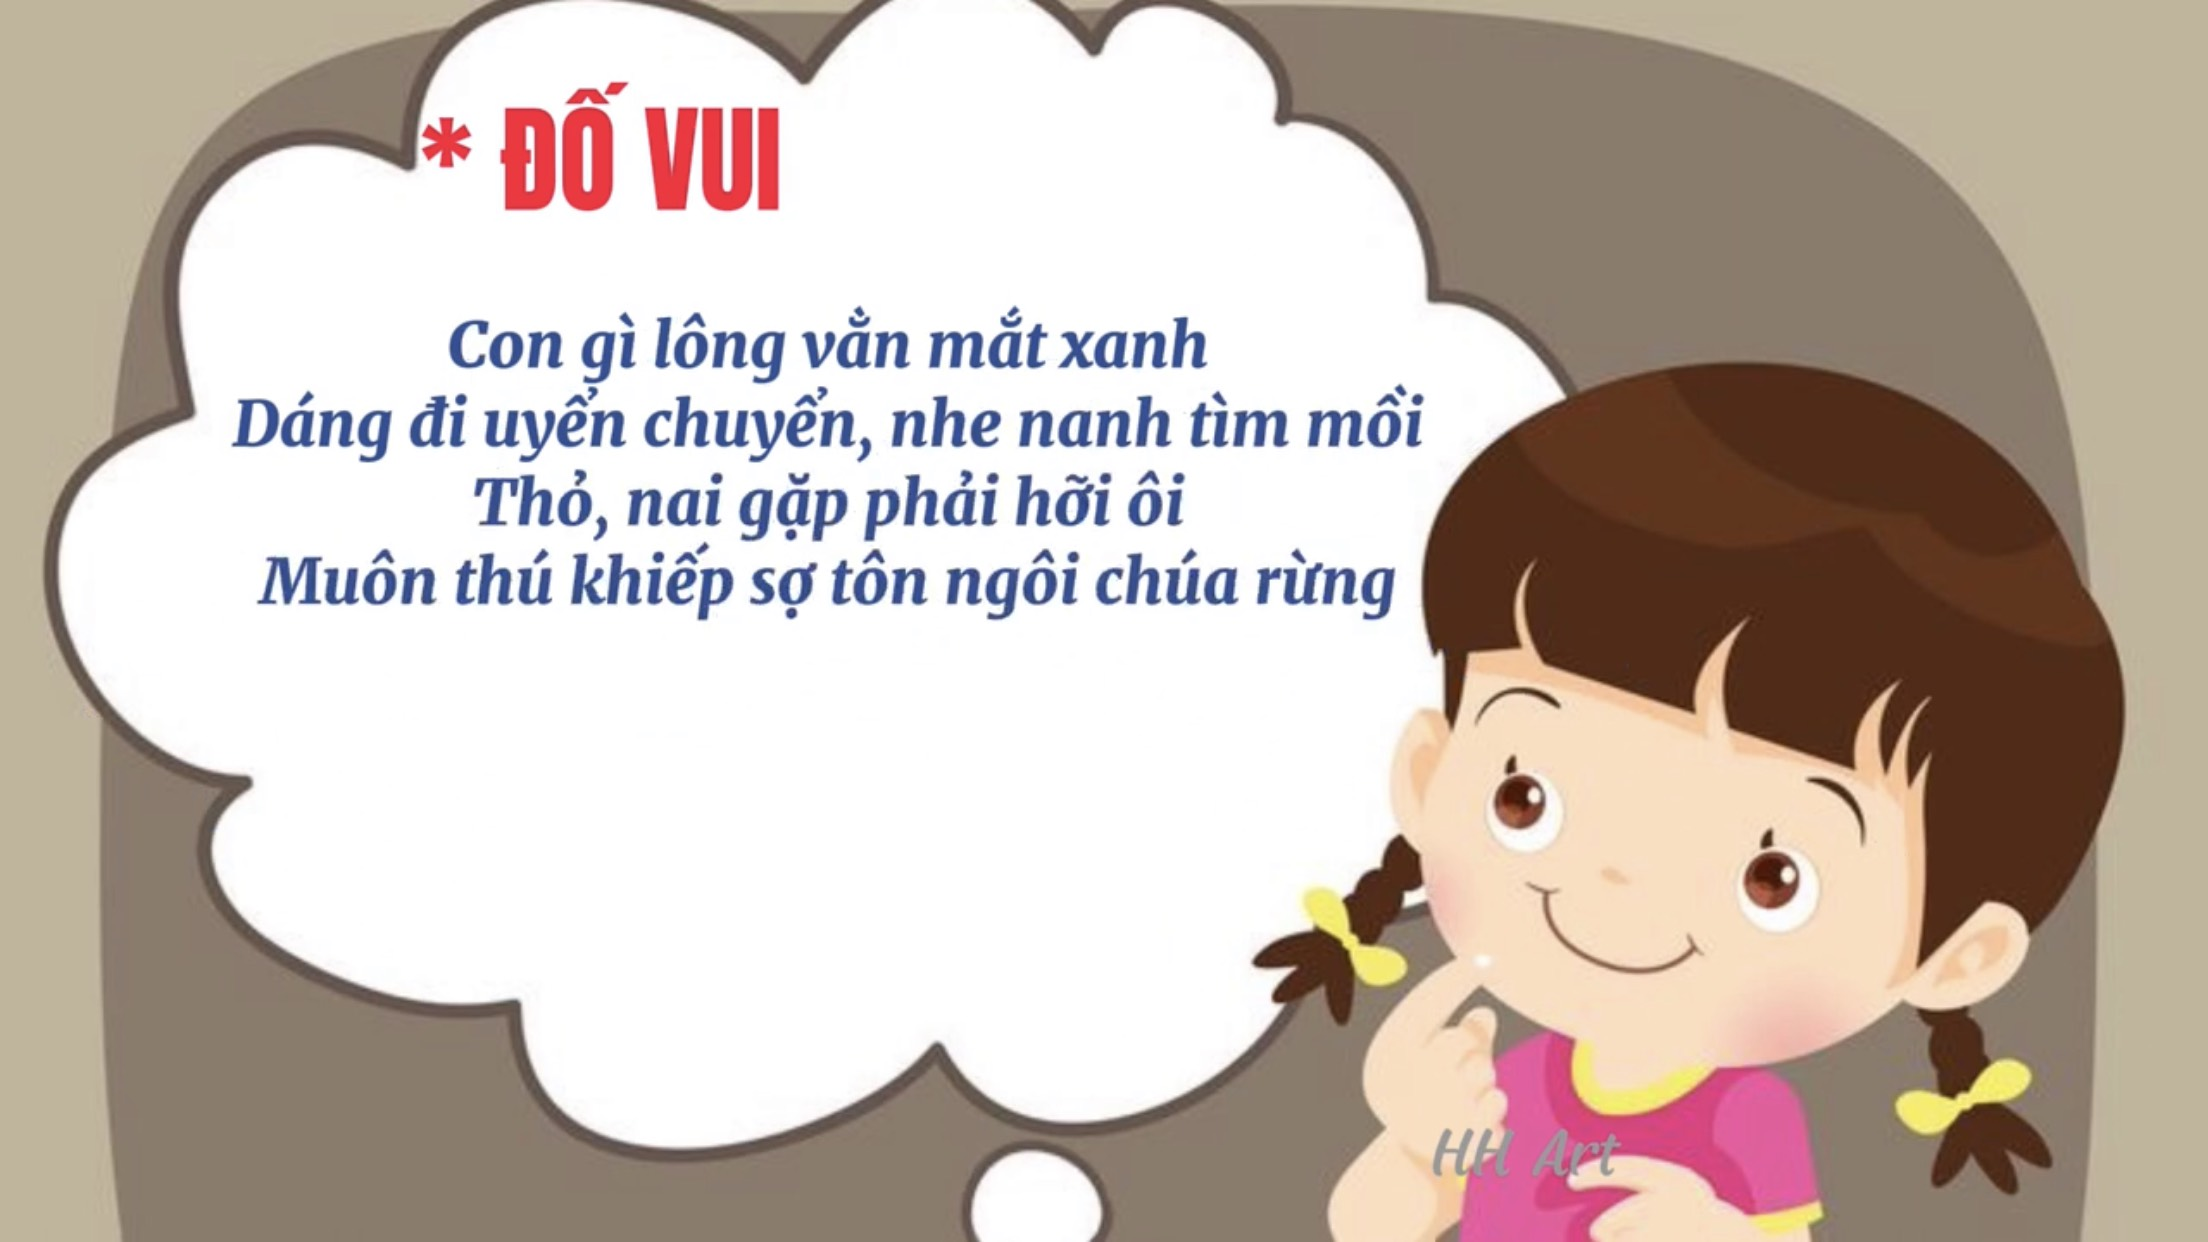 * ĐỐ VUI
Con gì lông vằn mắt xanh
Dáng đi uyển chuyển, nhe nanh tìm mồi
Thỏ, nai gặp phải hỡi ôi
Muôn thú khiếp sợ tôn ngôi chúa rừng
HH Art